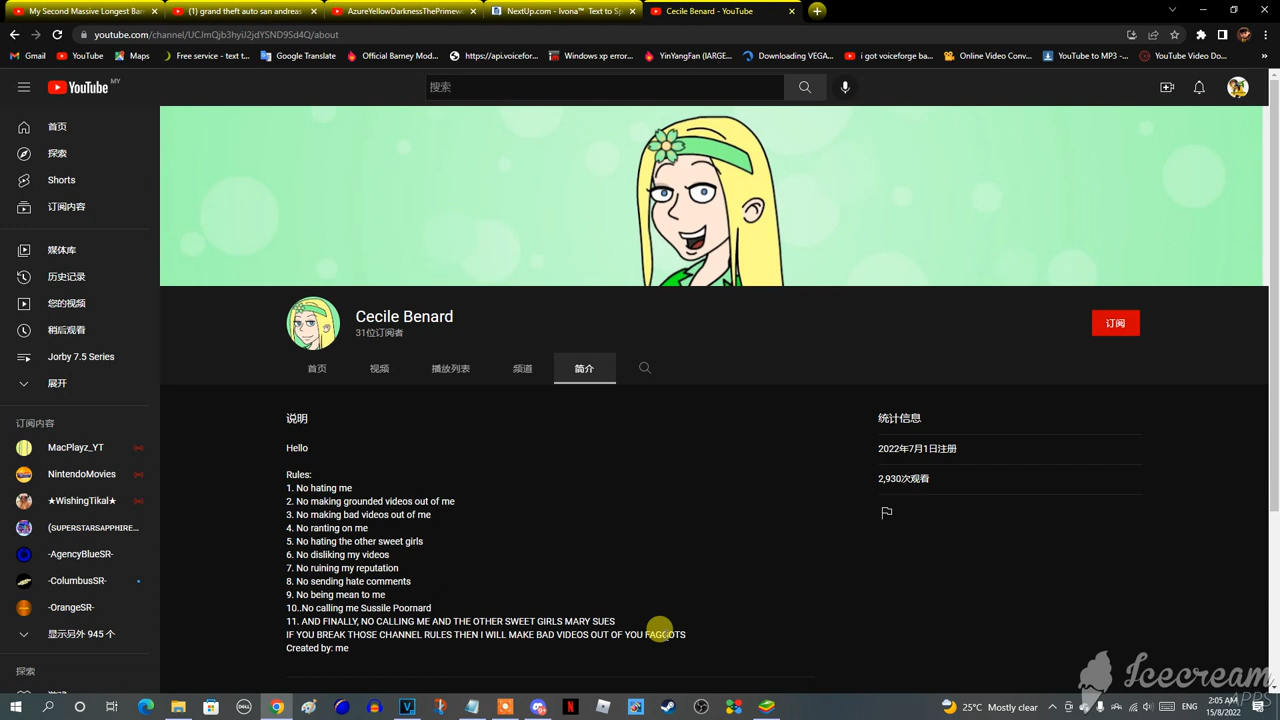 My Second Massive Longest Bar
(1) grand theft auto san andreas
AzureYellowDarknessThePrimew
NextUp.com - Ivona™ Text to Sp
Cecile Benard - YouTube
youtube.com/channel/UCJmQjb3hyiJ2jdYSND9Sd4Q/about
Gmail
YouTube
Maps
Free service - text t...
Google Translate
Official Barney Mod...
https://api.voicefor...
Windows xp error...
YinYangFan (lARGE...
Downloading VEGA...
i got voiceforge ba...
Online Video Conv...
YouTube to MP3 -...
YouTube Video Do...
YouTube MY
搜索
首页
探索
Shorts
订阅内容
媒体库
历史记录
您的视频
稍后观看
Jorby 7.5 Series
展开
订阅内容
MacPlayz_YT
NintendoMovies
★WishingTikal★
(SUPERSTARSAPPHIRE...
-AgencyBlueSR-
-ColumbusSR-
-OrangeSR-
显示另外 945 个
探索
Cecile Benard
31位订阅者
订阅
首页
视频
播放列表
频道
简介
说明
Hello
Rules:
1. No hating me
2. No making grounded videos out of me
3. No making bad videos out of me
4. No ranting on me
5. No hating the other sweet girls
6. No disliking my videos
7. No ruining my reputation
8. No sending hate comments
9. No being mean to me
10..No calling me Sussile Poornard
11. AND FINALLY, NO CALLING ME AND THE OTHER SWEET GIRLS MARY SUES
IF YOU BREAK THOSE CHANNEL RULES THEN I WILL MAKE BAD VIDEOS OUT OF YOU FAGGOTS
Created by: me
统计信息
2022年7月1日注册
2,930次观看
Icecream
APPS
25°C Mostly clear
2:05 AM
15/8/2022